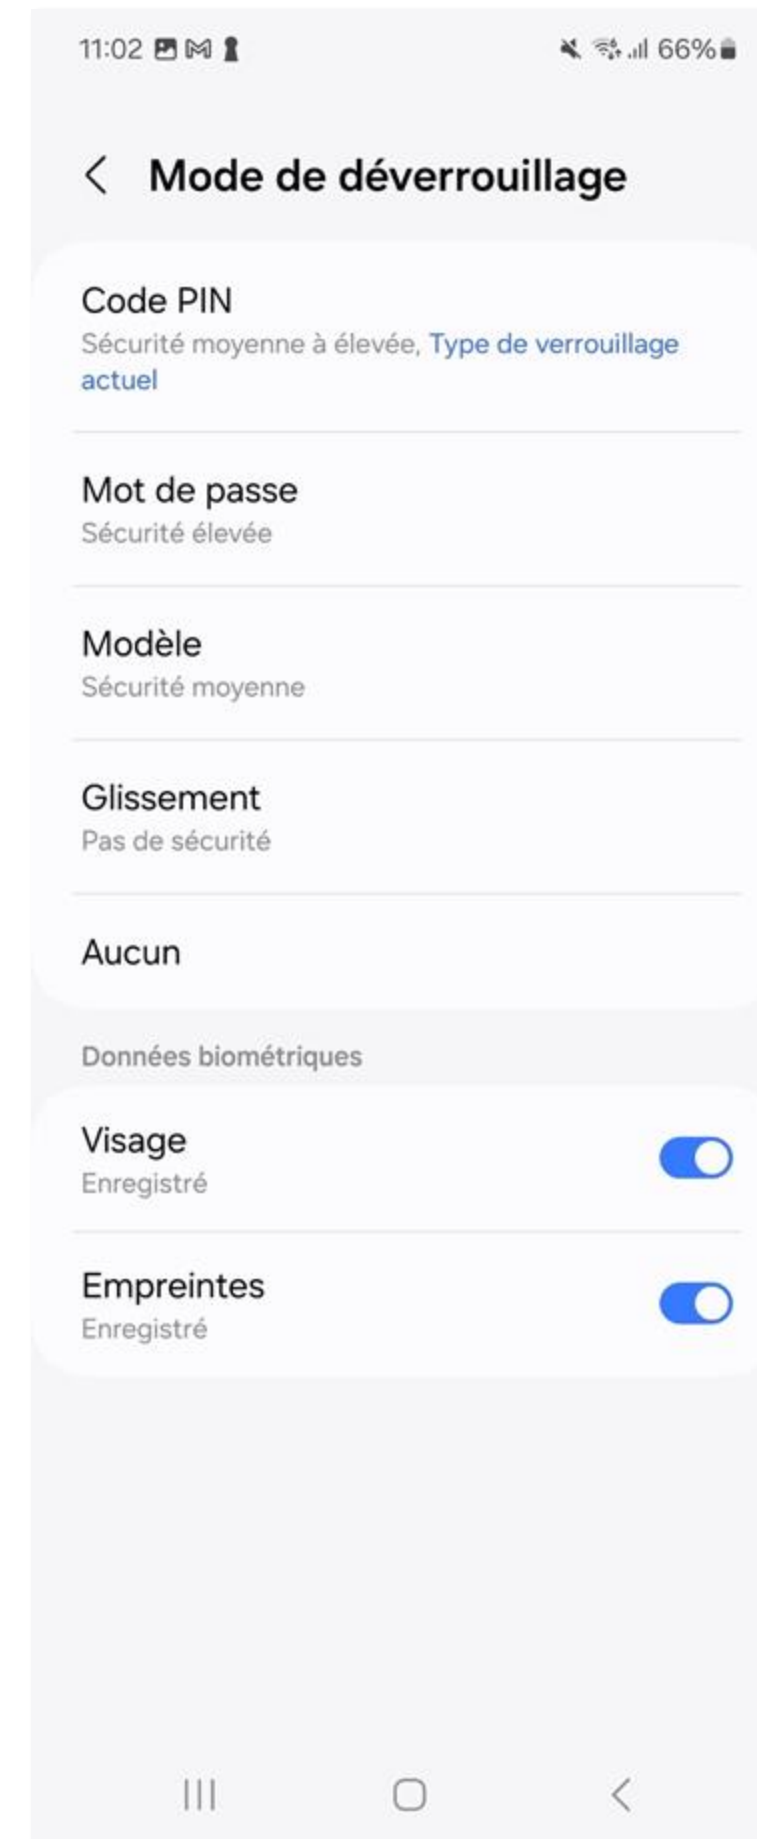 11:02 66%
Mode de déverrouillage
Code PIN
Sécurité moyenne à élevée, Type de verrouillage
actuel
Mot de passe
Sécurité élevée
Modèle
Sécurité moyenne
Glissement
Pas de sécurité
Aucun
Données biométriques
Visage
Enregistré
Empreintes
Enregistré